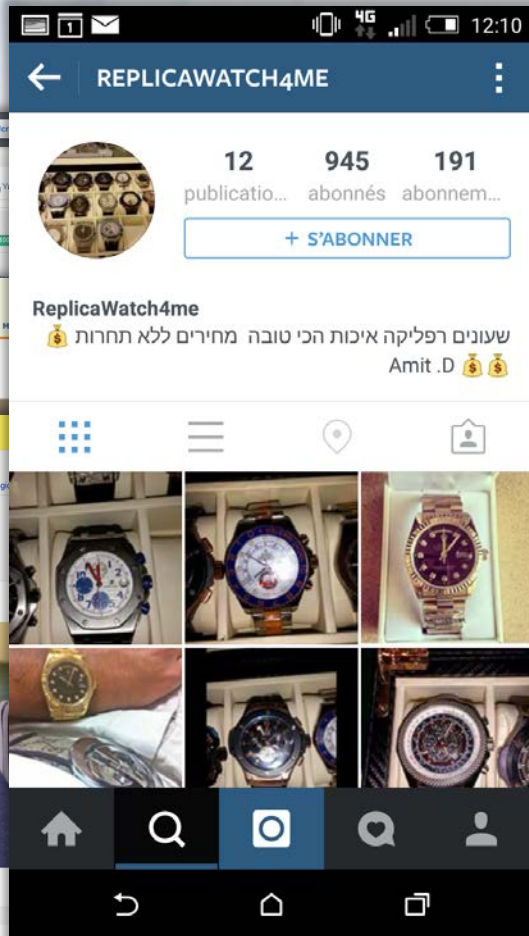 1
4G
12:10
REPLICAWATCH4ME
12
945
191
publicatio...
abonnés
abonnem...
+ S'ABONNER
ReplicaWatch4me
שעונים רפליקה איכות הכי טובה מחירים ללא תחרות 💰
💰💰 Amit .D